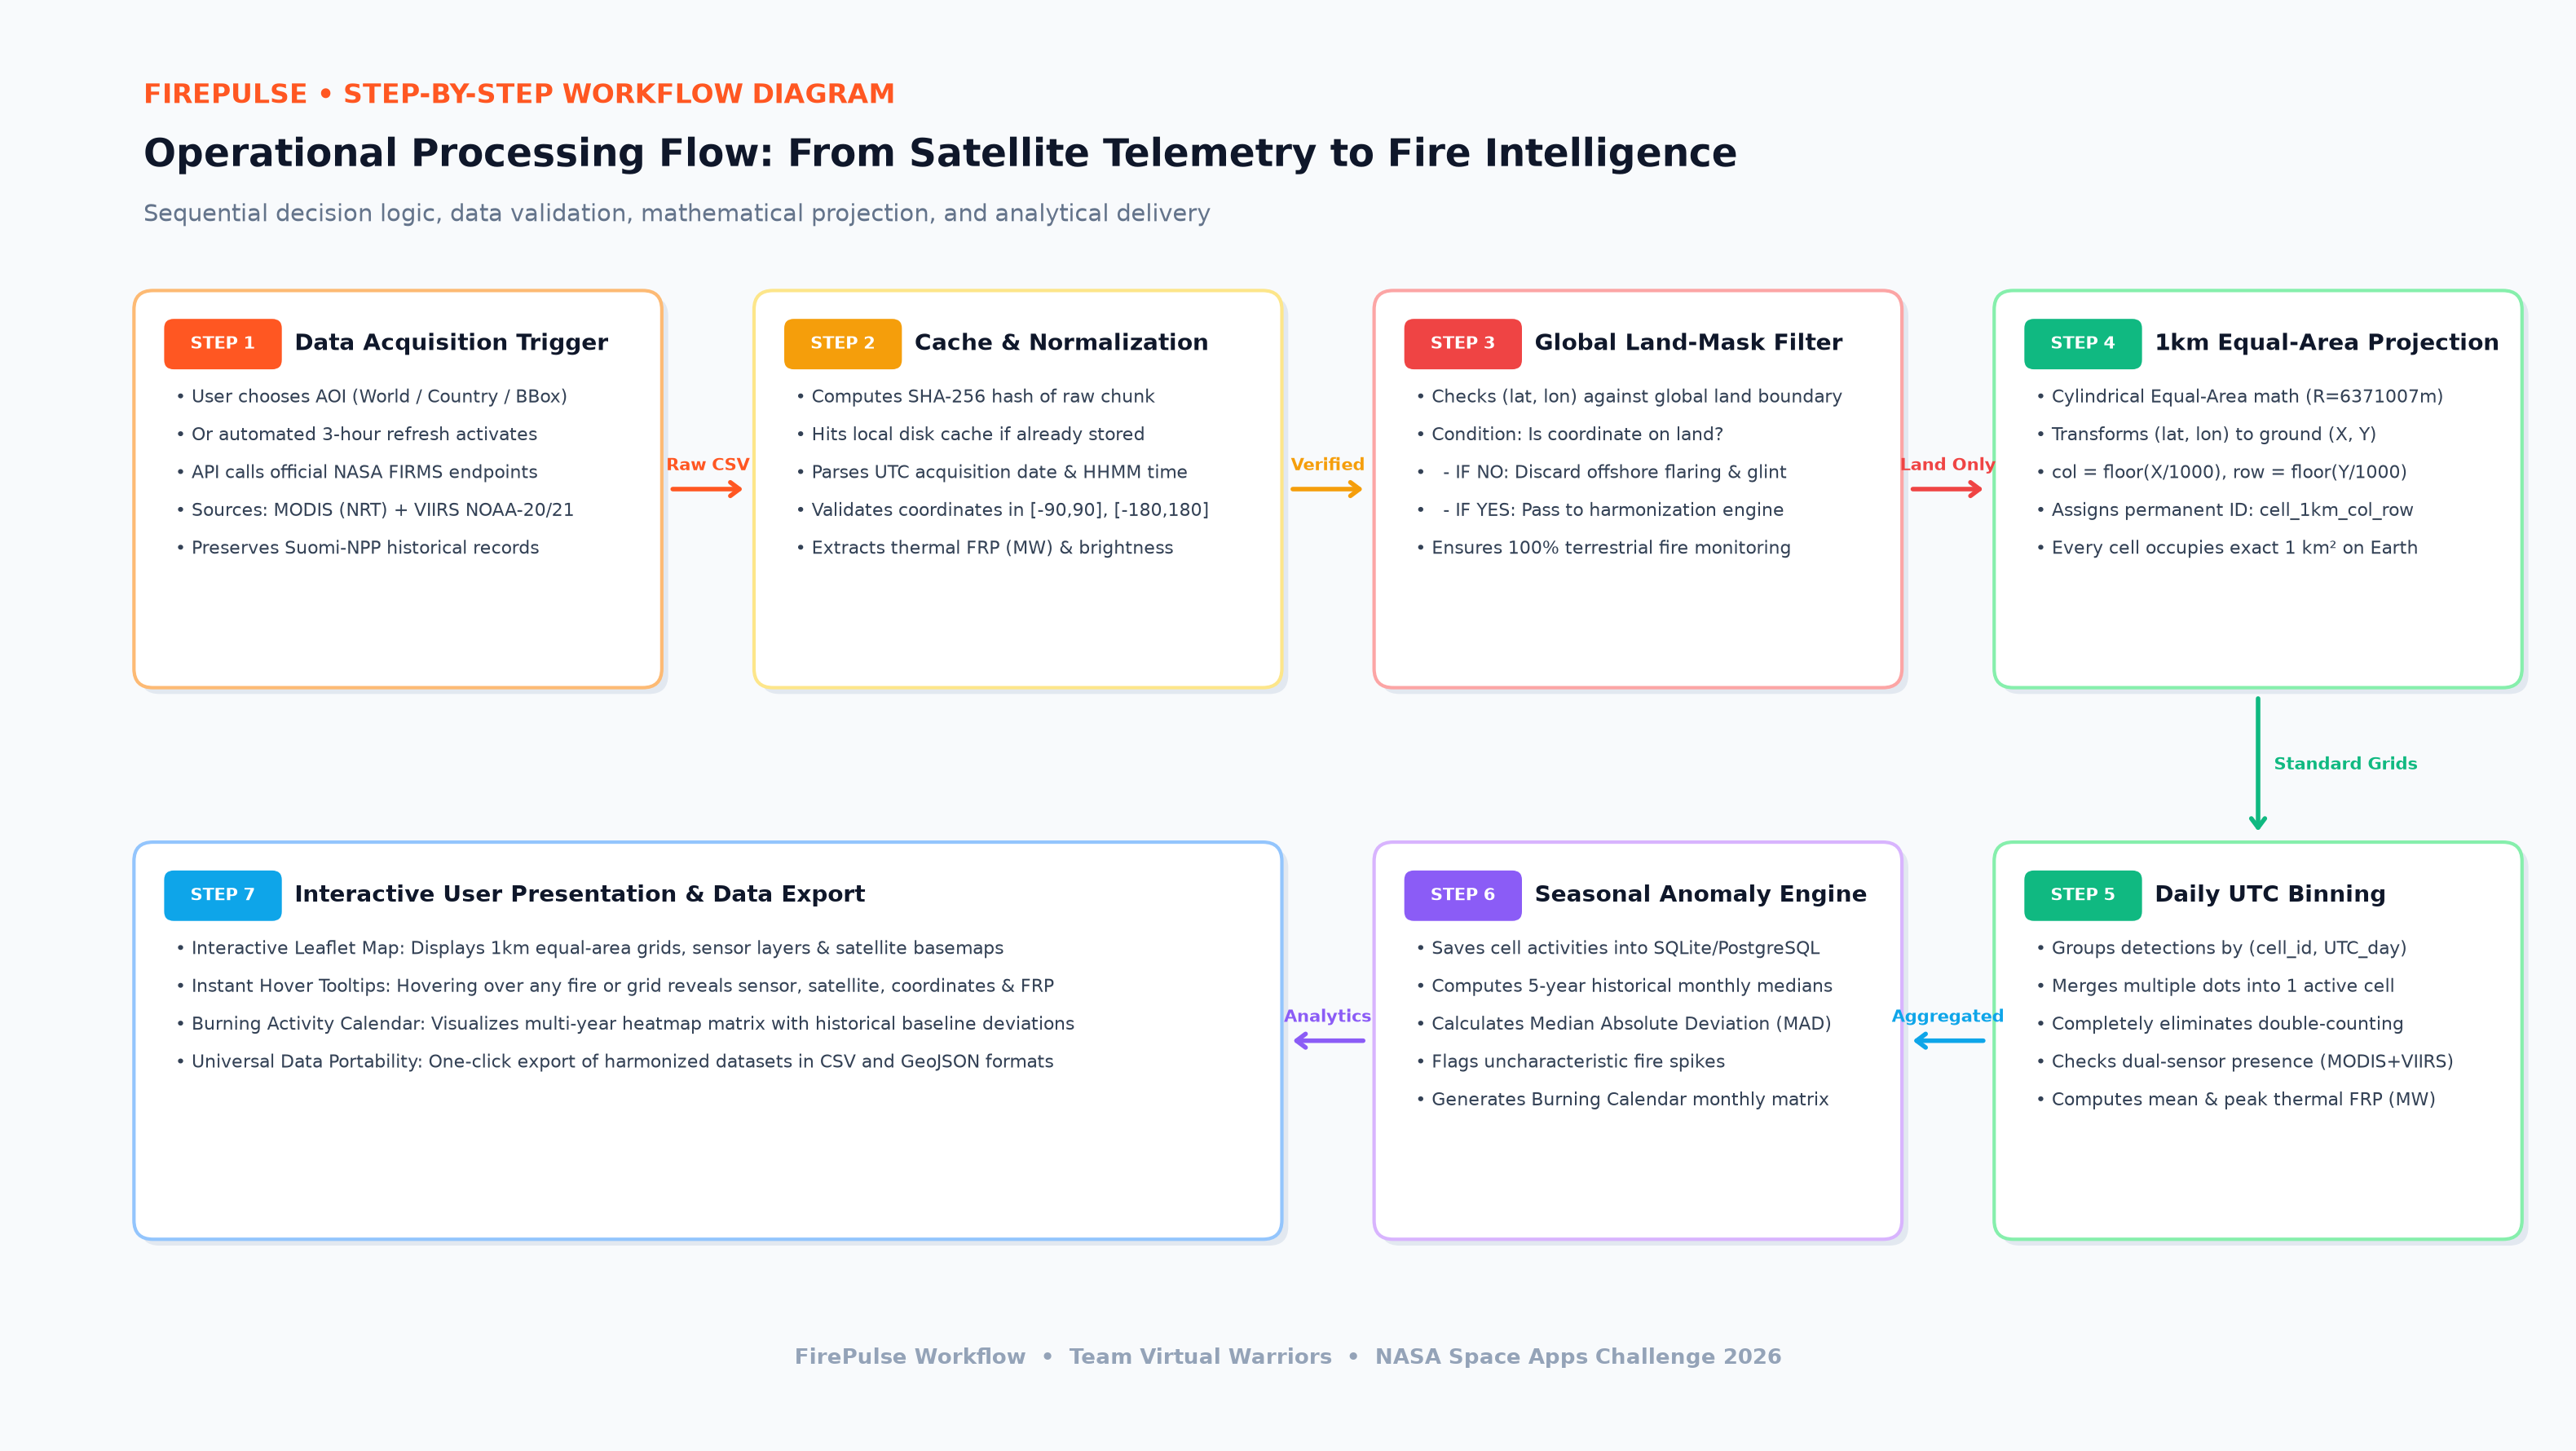 FIREPULSE • STEP-BY-STEP WORKFLOW DIAGRAM
Operational Processing Flow: From Satellite Telemetry to Fire Intelligence
Sequential decision logic, data validation, mathematical projection, and analytical delivery
STEP 1 Data Acquisition Trigger
• User chooses AOI (World / Country / BBox)
• Or automated 3-hour refresh activates
• API calls official NASA FIRMS endpoints
• Sources: MODIS (NRT) + VIIRS NOAA-20/21
• Preserves Suomi-NPP historical records
Raw CSV
STEP 2 Cache & Normalization
• Computes SHA-256 hash of raw chunk
• Hits local disk cache if already stored
• Parses UTC acquisition date & HHMM time
• Validates coordinates in [-90,90], [-180,180]
• Extracts thermal FRP (MW) & brightness
Verified
STEP 3 Global Land-Mask Filter
• Checks (lat, lon) against global land boundary
• Condition: Is coordinate on land?
• - IF NO: Discard offshore flaring & glint
• - IF YES: Pass to harmonization engine
• Ensures 100% terrestrial fire monitoring
Land Only
STEP 4 1km Equal-Area Projection
• Cylindrical Equal-Area math (R=6371007m)
• Transforms (lat, lon) to ground (X, Y)
• col = floor(X/1000), row = floor(Y/1000)
• Assigns permanent ID: cell_1km_col_row
• Every cell occupies exact 1 km² on Earth
Standard Grids
STEP 5 Daily UTC Binning
• Groups detections by (cell_id, UTC_day)
• Merges multiple dots into 1 active cell
• Completely eliminates double-counting
• Checks dual-sensor presence (MODIS+VIIRS)
• Computes mean & peak thermal FRP (MW)
Aggregated
STEP 6 Seasonal Anomaly Engine
• Saves cell activities into SQLite/PostgreSQL
• Computes 5-year historical monthly medians
• Calculates Median Absolute Deviation (MAD)
• Flags uncharacteristic fire spikes
• Generates Burning Calendar monthly matrix
Analytics
STEP 7 Interactive User Presentation & Data Export
• Interactive Leaflet Map: Displays 1km equal-area grids, sensor layers & satellite basemaps
• Instant Hover Tooltips: Hovering over any fire or grid reveals sensor, satellite, coordinates & FRP
• Burning Activity Calendar: Visualizes multi-year heatmap matrix with historical baseline deviations
• Universal Data Portability: One-click export of harmonized datasets in CSV and GeoJSON formats
FirePulse Workflow • Team Virtual Warriors • NASA Space Apps Challenge 2026